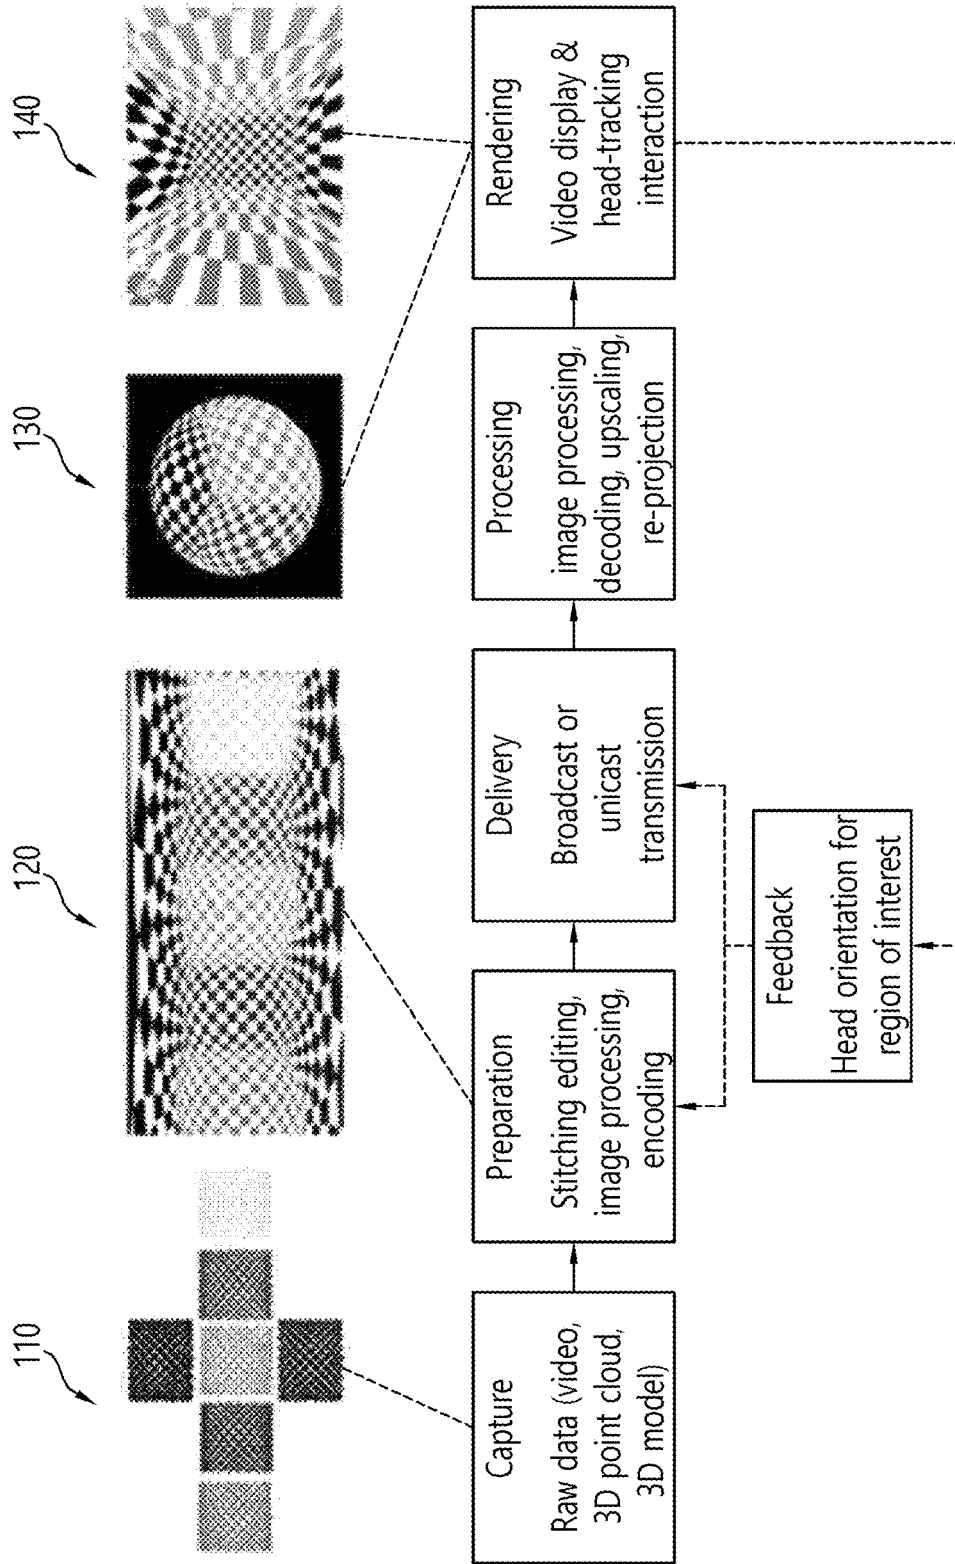 110
120
130
140
Capture
Raw data (video,
3D point cloud,
3D model)
Preparation
Stitching editing,
image processing,
encoding
Delivery
Broadcast or
unicast
transmission
Processing
image processing,
decoding, upscaling,
re-projection
Rendering
Video display &
head-tracking
interaction
Feedback
Head orientation for
region of interest